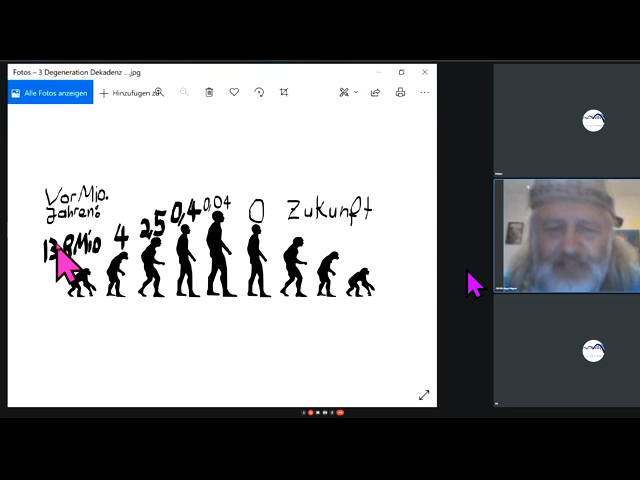 Fotos – 3 Degeneration Dekadenz ...jpg
Alle Fotos anzeigen
Hinzufügen zu
Vor Mio.
Jahren:
13,8 Mio 4 2,5 0,4 0,04 0 Zukunft